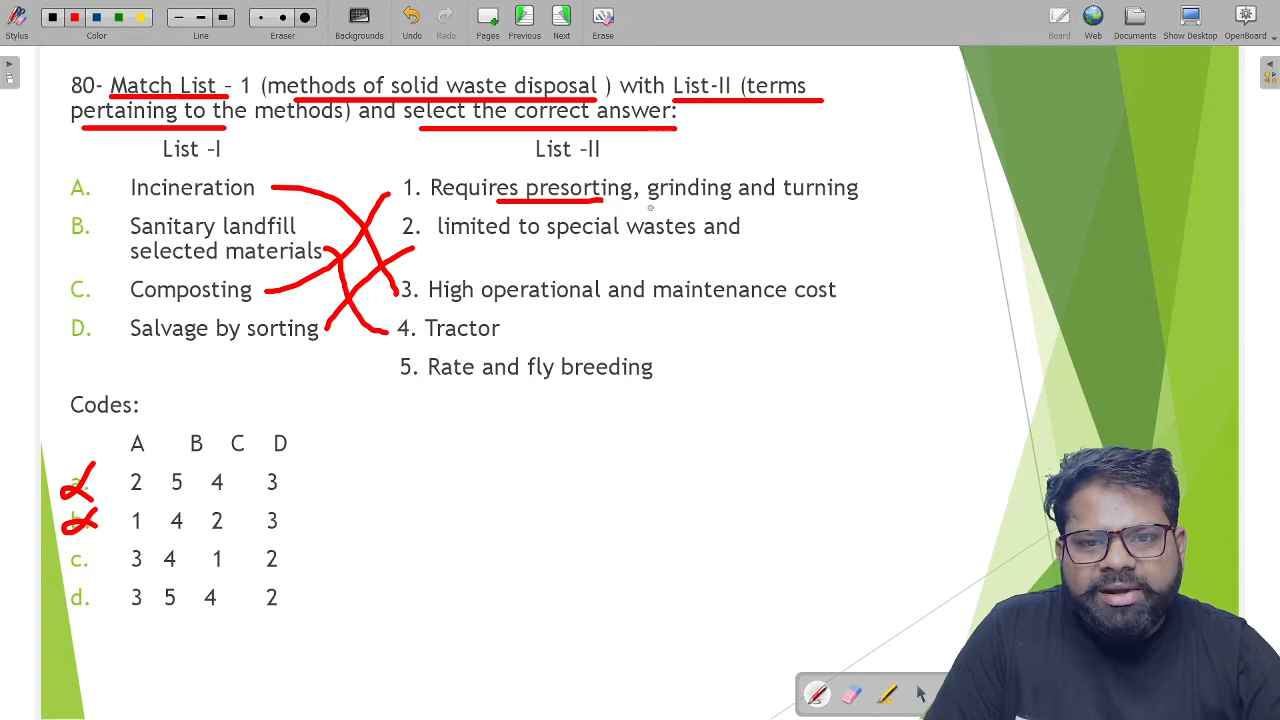 Stylus Color Line Eraser Backgrounds Undo Redo Pages Previous Next Erase Board Web Documents Show Desktop OpenBoard
80- Match List - 1 (methods of solid waste disposal ) with List-II (terms
pertaining to the methods) and select the correct answer:
List -I List -II
A. Incineration 1. Requires presorting, grinding and turning
B. Sanitary landfill 2. limited to special wastes and
selected materials
C. Composting 3. High operational and maintenance cost
D. Salvage by sorting 4. Tractor
5. Rate and fly breeding
Codes:
A B C D
a. 2 5 4 3
b. 1 4 2 3
c. 3 4 1 2
d. 3 5 4 2